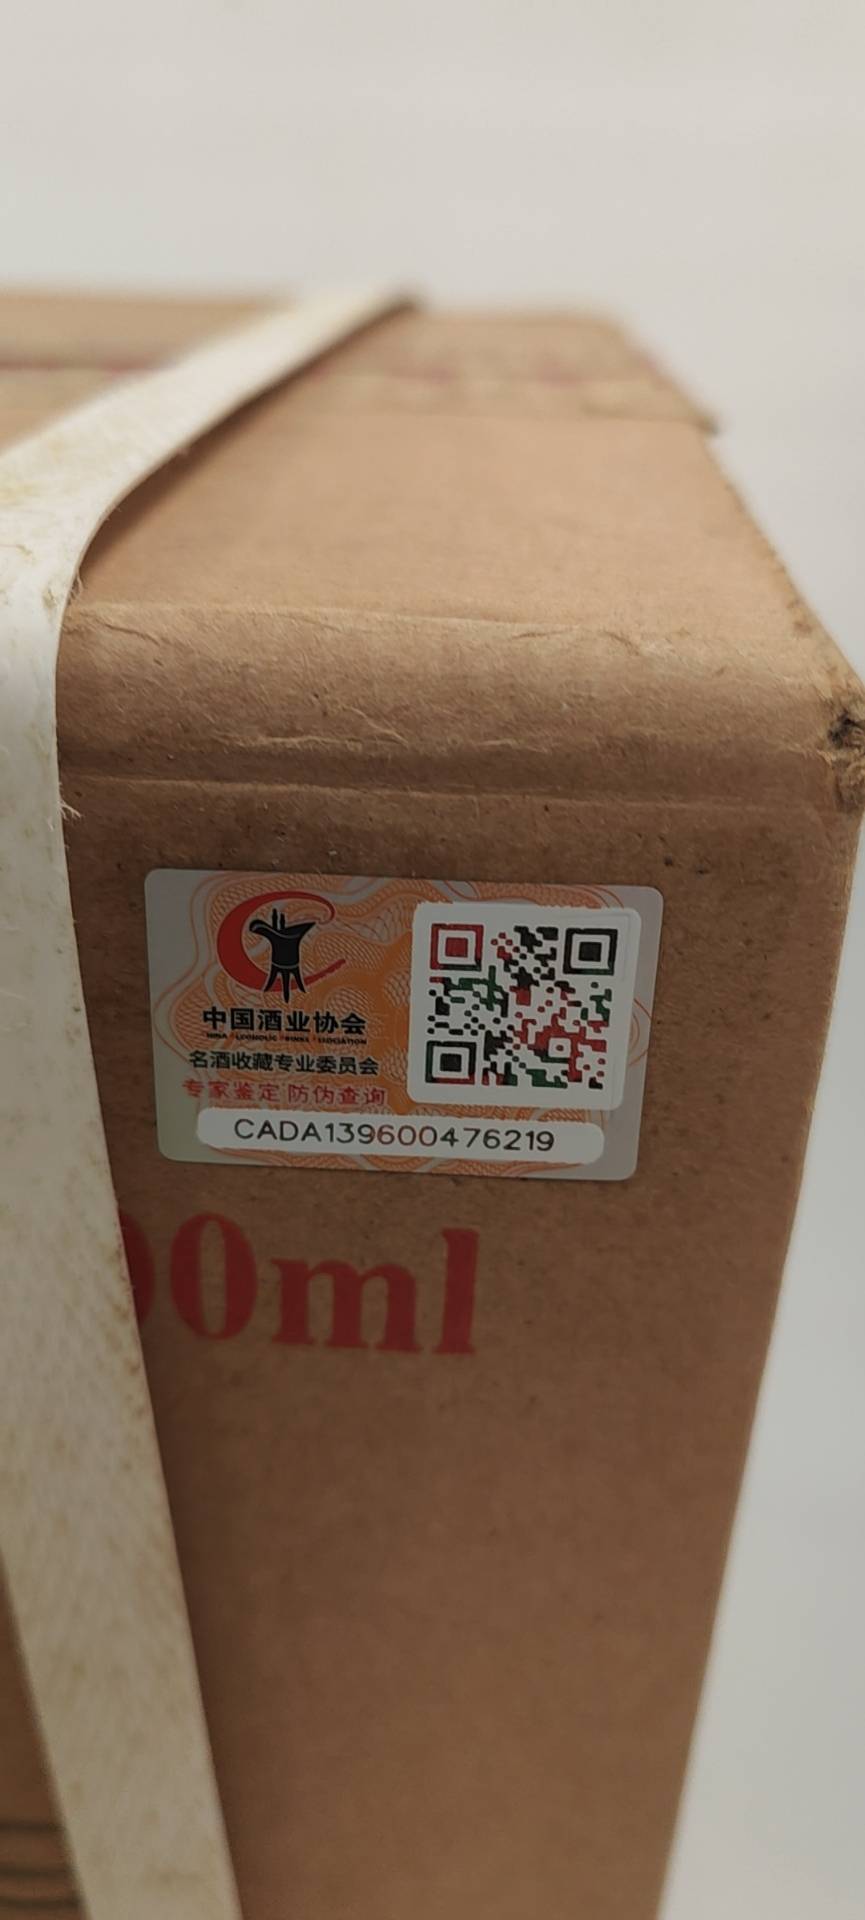 中国酒业协会
名酒收藏专业委员会
专家鉴定 防伪查询
CADA139600476219
00ml